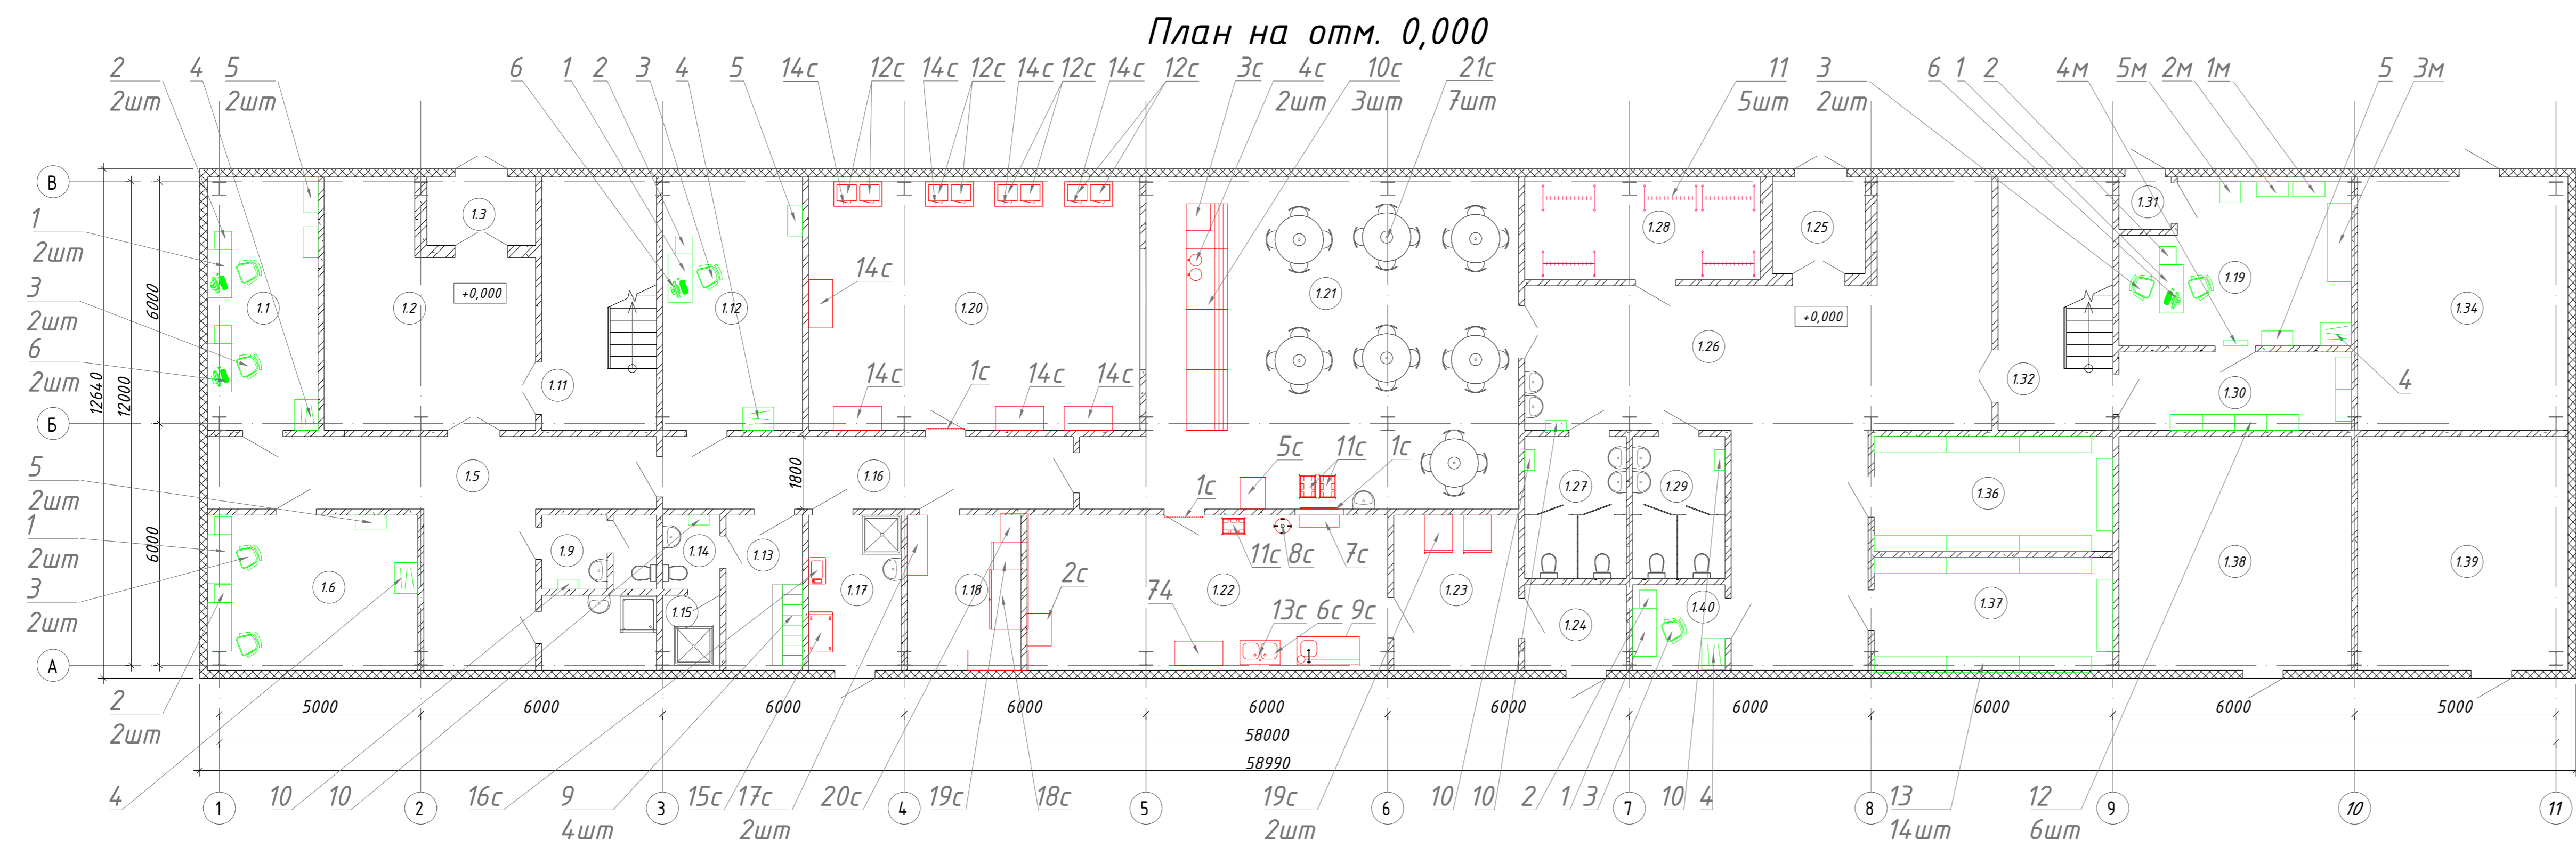 План на отм. 0,000
2
2шт
4
5
2шт
6
1
2
3
4
5
14с
12с
14с
12с
14с
12с
14с
12с
3с
4с
2шт
10с
3шт
21с
7шт
11
5шт
3
2шт
6
1
2
4м
5м
2м
1м
5
3м
В
1
2шт
3
2шт
6
2шт
12640
12000
6000
6000
1.1
1.2
1.3
+0,000
1.11
1.12
14с
1.20
14с
1с
14с
14с
1.21
1.28
1.25
1.26
+0,000
1.31
1.19
1.32
1.30
4
1.34
Б
5
2шт
1
2шт
3
2шт
1.5
1800
1.16
5с
11с
1с
1с
1.27
1.29
1.36
1.6
1.9
1.14
1.13
1.15
1.17
1.18
2с
11с
8с
7с
1.22
74
13с
6с
9с
1.23
1.24
1.40
1.37
1.38
1.39
А
2
2шт
5000
6000
6000
6000
6000
6000
6000
6000
6000
5000
58000
58990
4
10
10
16с
9
4шт
15с
17с
2шт
20с
19с
18с
19с
2шт
10
10
2
1
3
10
4
13
14шт
12
6шт
1
2
3
4
5
6
7
8
9
10
11